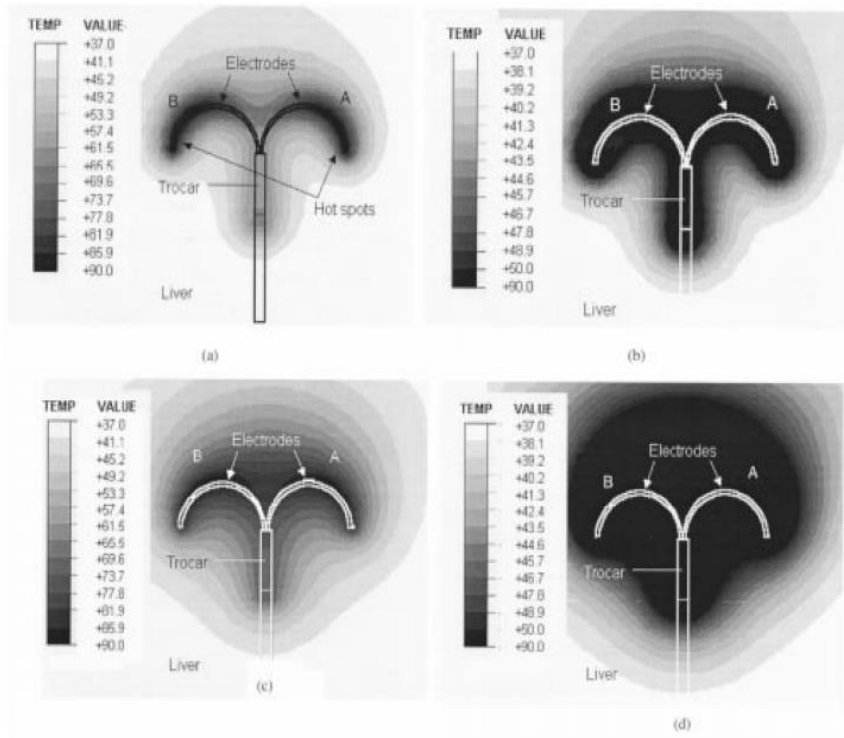 TEMP VALUE
+37.0
+41.1
+45.2
+49.2
+53.3
+57.4
+61.5
+65.5
+69.6
+73.7
+77.8
+81.9
+85.9
+90.0
Electrodes
B A
Trocar
Hot spots
Liver
(a)
TEMP VALUE
+37.0
+38.1
+39.2
+40.2
+41.3
+42.4
+43.5
+44.6
+45.7
+46.7
+47.8
+48.9
+50.0
+90.0
Electrodes
B A
Trocar
Liver
(b)
TEMP VALUE
+37.0
+41.1
+45.2
+49.2
+53.3
+57.4
+61.5
+65.5
+69.6
+73.7
+77.8
+81.9
+85.9
+90.0
Electrodes
B A
Trocar
Liver
(c)
TEMP VALUE
+37.0
+38.1
+39.2
+40.2
+41.3
+42.4
+43.5
+44.6
+45.7
+46.7
+47.8
+48.9
+50.0
+90.0
Electrodes
B A
Trocar
Liver
(d)